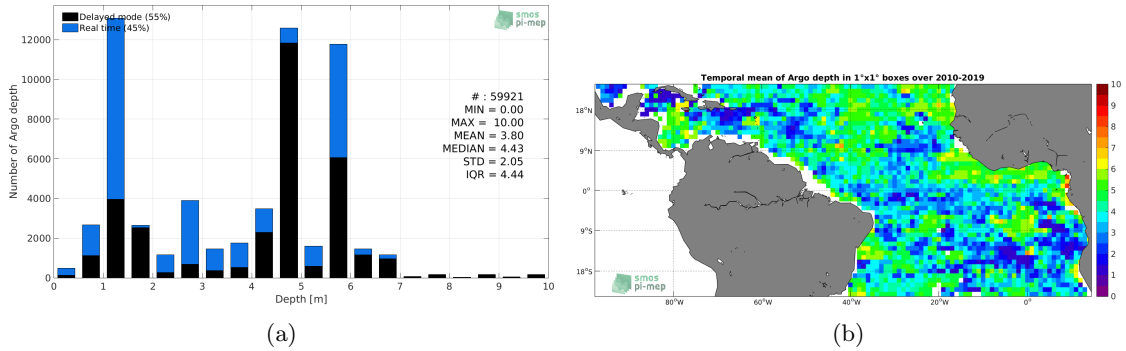 Delayed mode (55%)
Real time (45%)
smos
pi-mep
Number of Argo depth
12000
10000
8000
6000
4000
2000
0
# : 59921
MIN = 0.00
MAX = 10.00
MEAN = 3.80
MEDIAN = 4.43
STD = 2.05
IQR = 4.44
0 1 2 3 4 5 6 7 8 9 10
Depth [m]
(a)
Temporal mean of Argo depth in 1°x1° boxes over 2010-2019
18°N
9°N
0°
9°S
18°S
80°W 60°W 40°W 20°W 0° 
smos
pi-mep
10
9
8
7
6
5
4
3
2
1
0
(b)